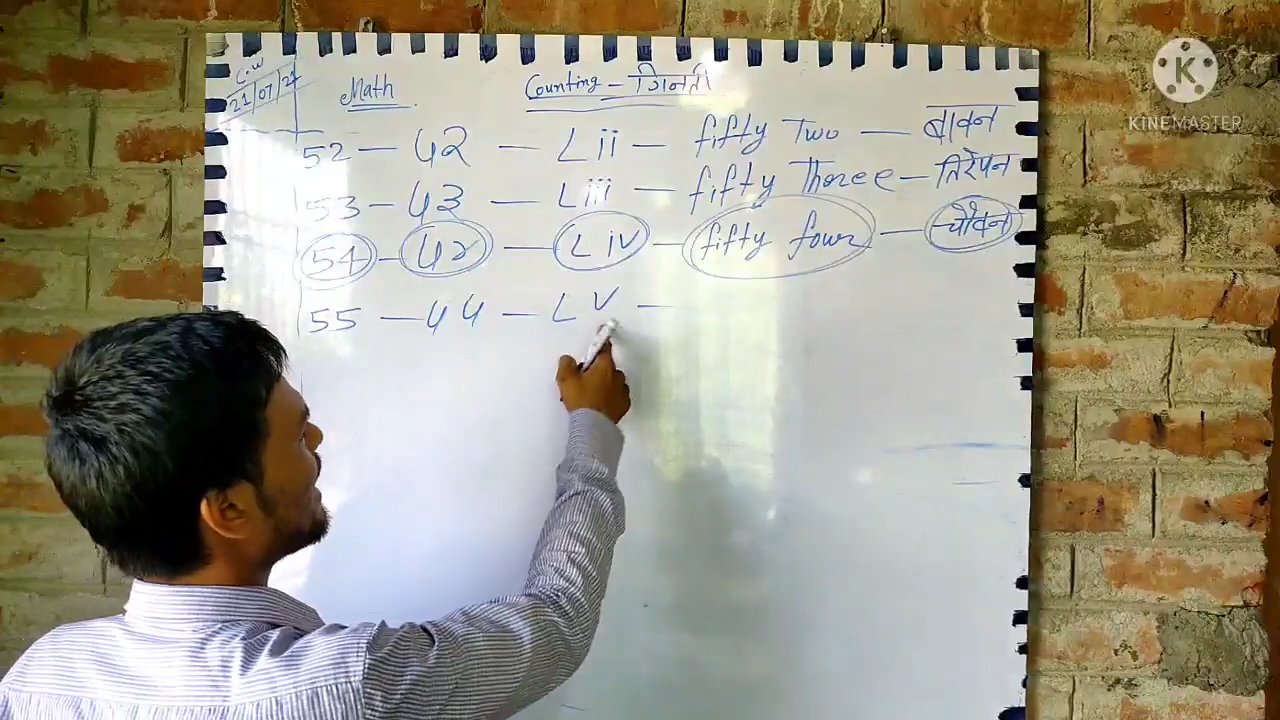 C.W
21/07/2
Math
Counting - गिनती
52 — ५२ — Lii — fifty Two — बावन
53 — ५३ — Liii — fifty Three — तिरेपन
54 — ५४ — Liv — fifty four — चौवन
55 — ५५ — LV —
K
KINEMASTER